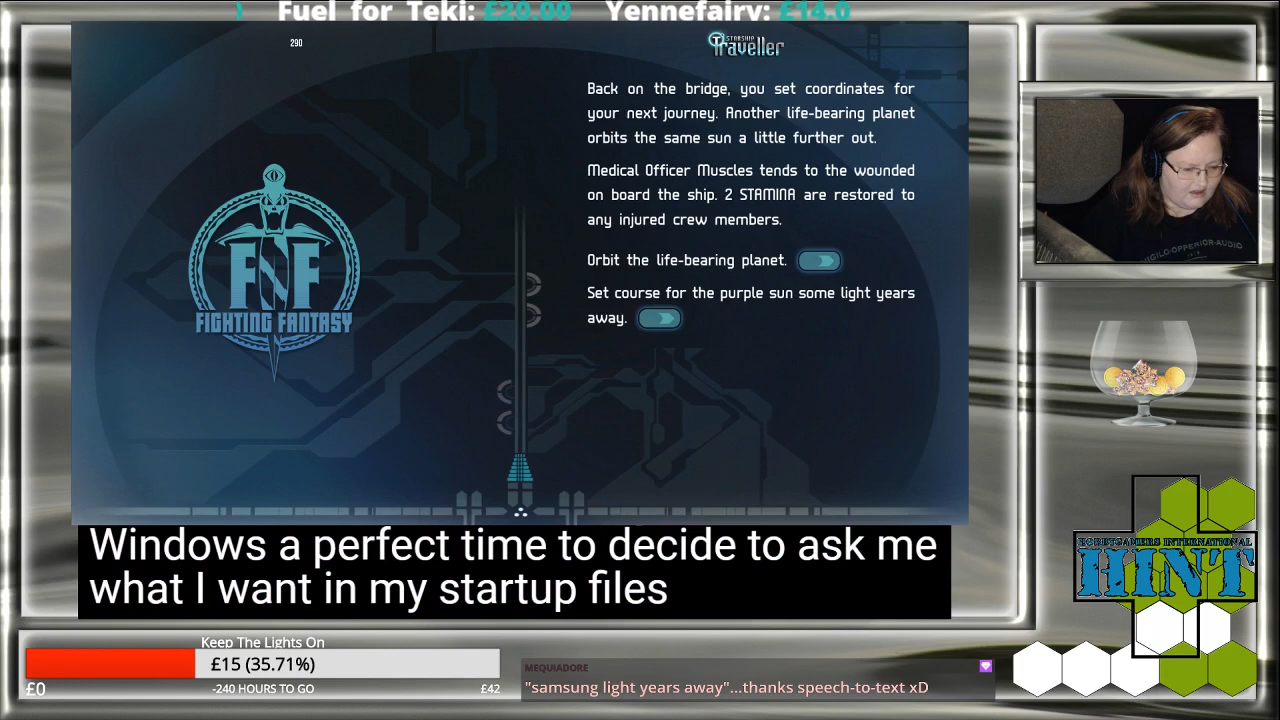 Fuel for Teki: £20.00 Yennefairy: £14.0
290
STARSHIP
Traveller
Back on the bridge, you set coordinates for
your next journey. Another life-bearing planet
orbits the same sun a little further out.
Medical Officer Muscles tends to the wounded
on board the ship. 2 STAMINA are restored to
any injured crew members.
Orbit the life-bearing planet.
Set course for the purple sun some light years
away.
FF
FIGHTING FANTASY
VIGILO-OPPERIOR-AUDIO
Windows a perfect time to decide to ask me
what I want in my startup files
HOBBYGAMERS INTERNATIONAL
HINT
Keep The Lights On
£15 (35.71%)
£0
-240 HOURS TO GO
£42
MEQUIADORE
"samsung light years away"...thanks speech-to-text xD